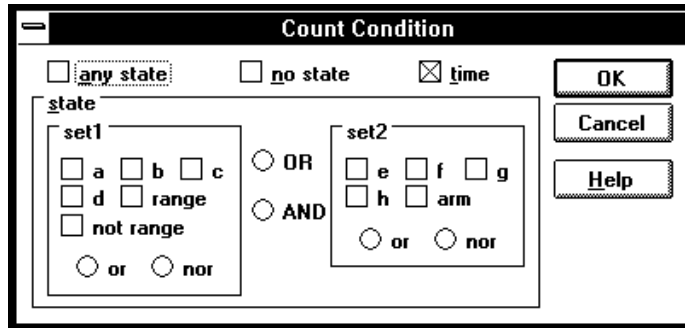 Count Condition
any state no state time OK
state
set1 set2 Cancel
a b c OR e f g
d range AND h arm Help
not range
or nor or nor